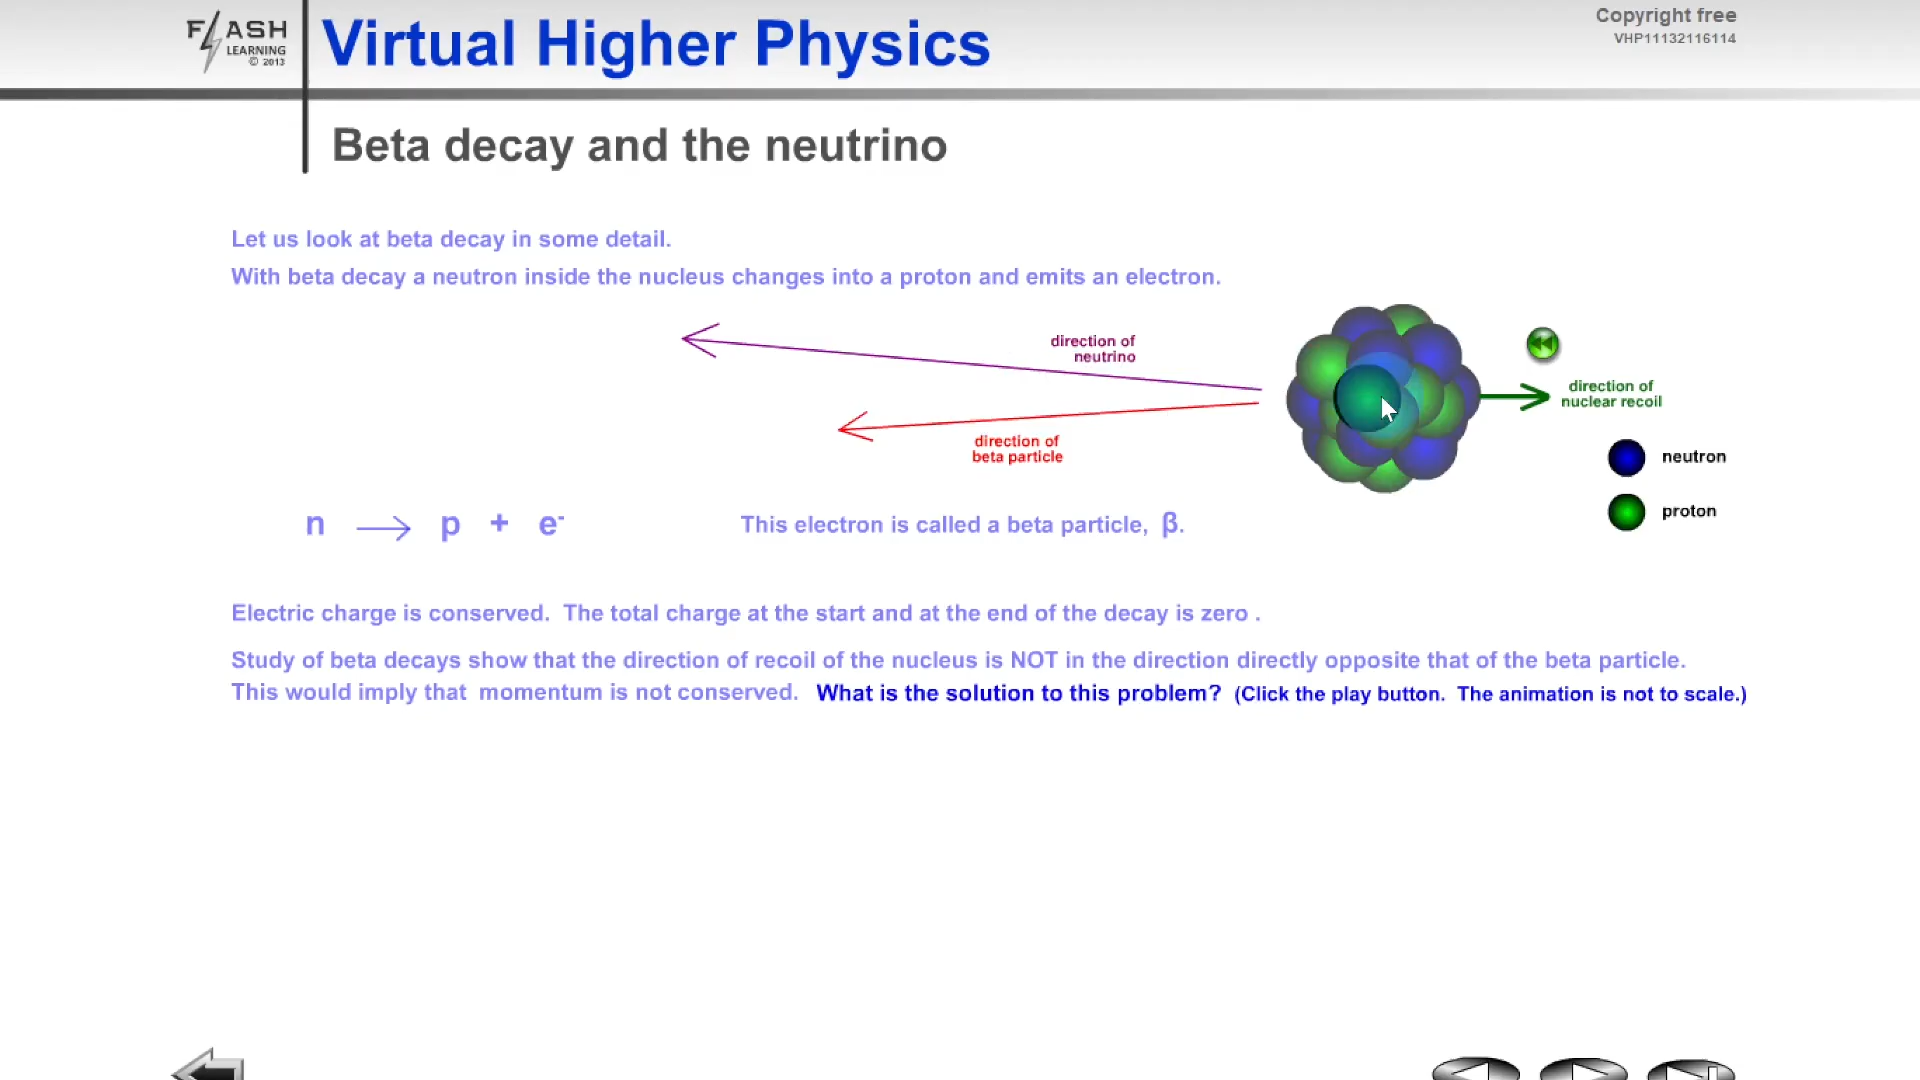 FLASH
LEARNING
© 2013
Virtual Higher Physics
Copyright free
VHP11132116114
Beta decay and the neutrino
Let us look at beta decay in some detail.
With beta decay a neutron inside the nucleus changes into a proton and emits an electron.
direction of
neutrino
direction of
nuclear recoil
direction of
beta particle
neutron
proton
n → p + e-
This electron is called a beta particle, β.
Electric charge is conserved. The total charge at the start and at the end of the decay is zero .
Study of beta decays show that the direction of recoil of the nucleus is NOT in the direction directly opposite that of the beta particle.
This would imply that momentum is not conserved. What is the solution to this problem? (Click the play button. The animation is not to scale.)